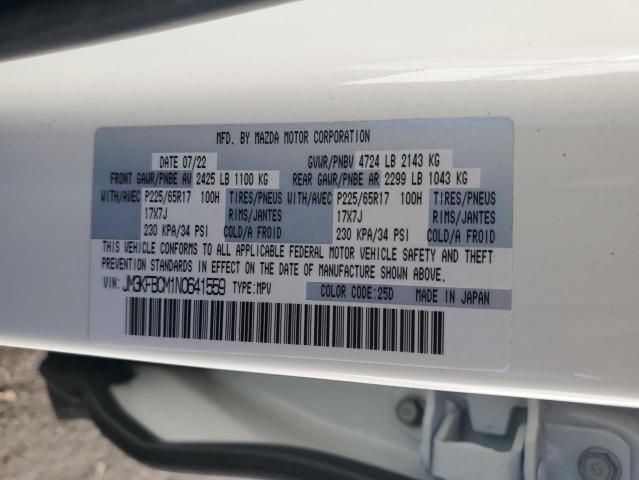 MFD. BY MAZDA MOTOR CORPORATION
DATE 07/22 GVWR/PNBV 4724 LB 2143 KG
FRONT GAWR/PNBE AV 2425 LB 1100 KG REAR GAWR/PNBE AR 2299 LB 1043 KG
WITH/AVEC P225/65R17 100H TIRES/PNEUS WITH/AVEC P225/65R17 100H TIRES/PNEUS
17X7J RIMS/JANTES 17X7J RIMS/JANTES
230 KPA/34 PSI COLD/A FROID 230 KPA/34 PSI COLD/A FROID
THIS VEHICLE CONFORMS TO ALL APPLICABLE FEDERAL MOTOR VEHICLE SAFETY AND THEFT
PREVENTION STANDARDS IN EFFECT ON THE DATE OF MANUFACTURE SHOWN ABOVE.
VIN: JM3KFBCM1N0641559 TYPE:MPV COLOR CODE:25D MADE IN JAPAN